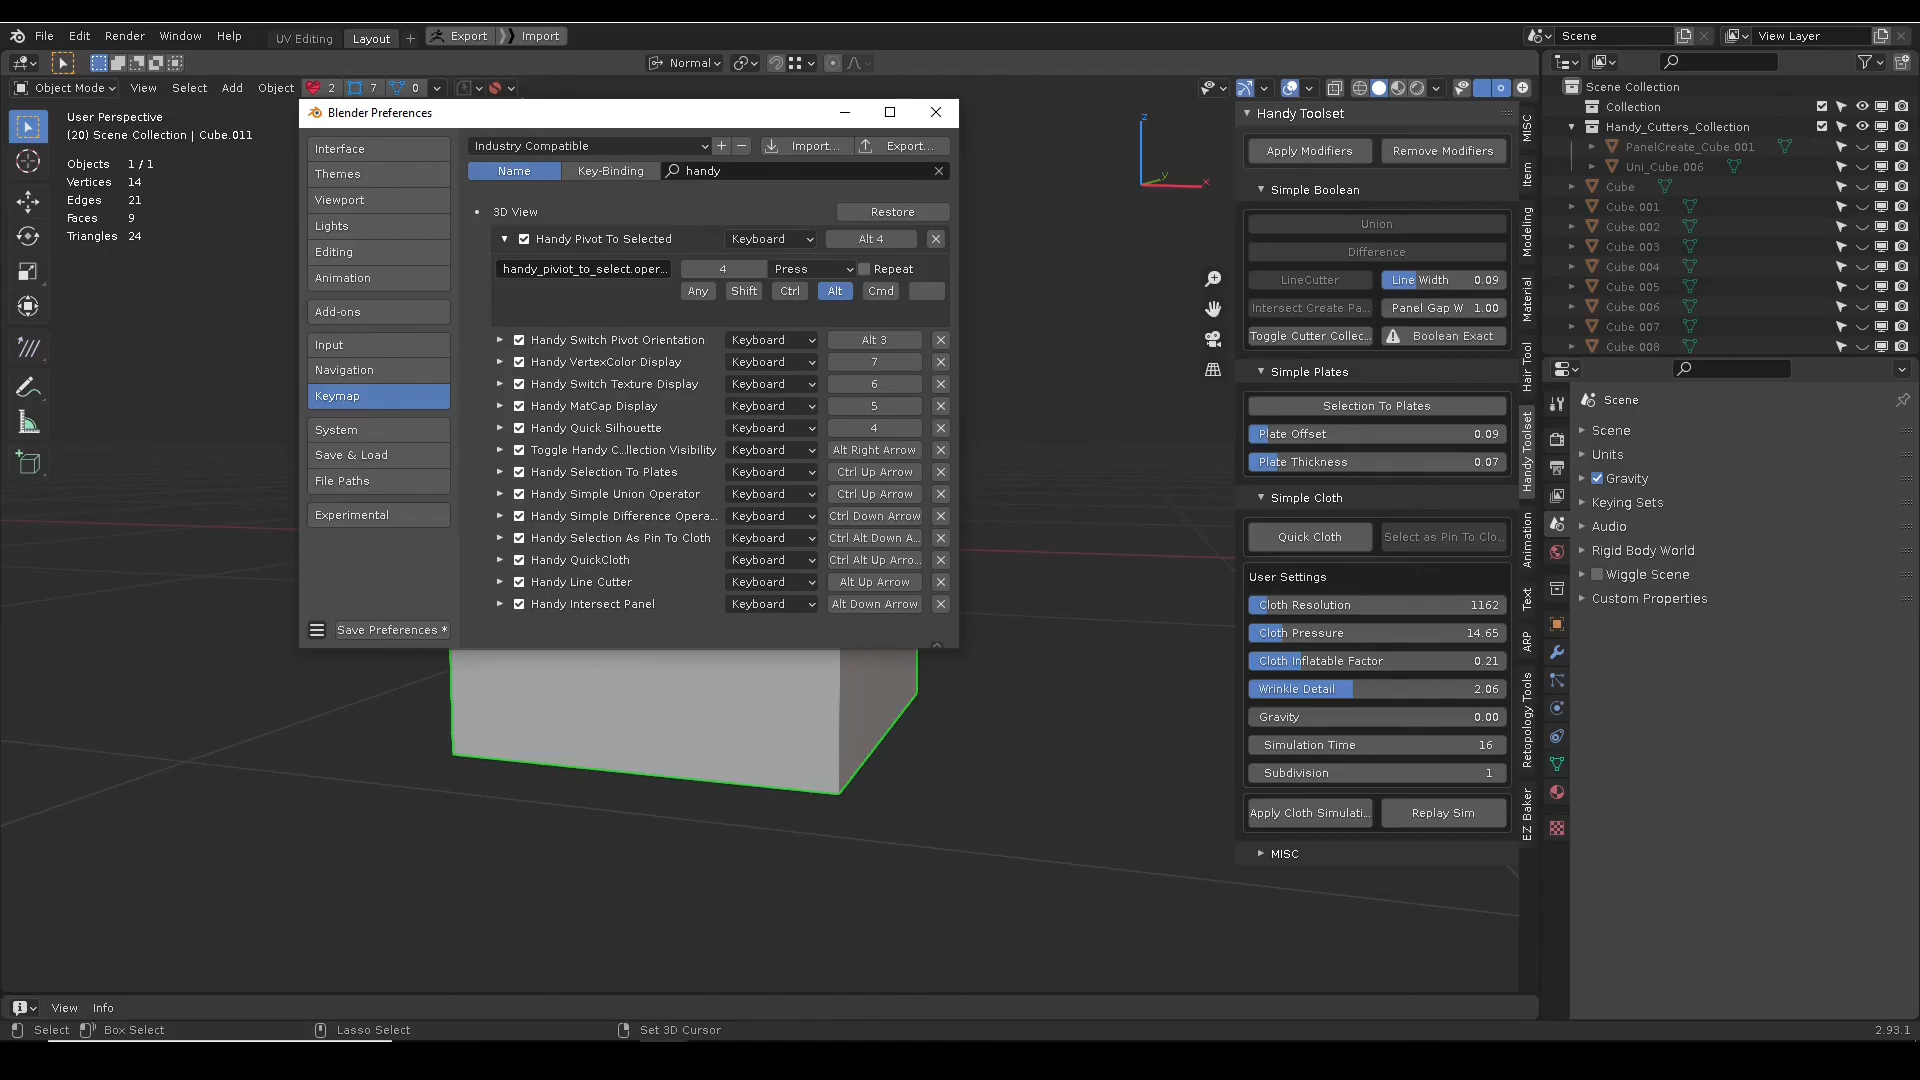 File Edit Render Window Help UV Editing Layout + Export Import Scene View Layer
Normal
Object Mode View Select Add Object 2 7 0
User Perspective
(20) Scene Collection | Cube.011
Objects 1 / 1
Vertices 14
Edges 21
Faces 9
Triangles 24
Blender Preferences
Interface
Themes
Viewport
Lights
Editing
Animation
Add-ons
Input
Navigation
Keymap
System
Save & Load
File Paths
Experimental
Save Preferences *
Industry Compatible Import... Export...
Name Key-Binding handy
3D View Restore
Handy Pivot To Selected Keyboard Alt 4
handy_piviot_to_select.oper... 4 Press Repeat
Any Shift Ctrl Alt Cmd
Handy Switch Pivot Orientation Keyboard Alt 3
Handy VertexColor Display Keyboard 7
Handy Switch Texture Display Keyboard 6
Handy MatCap Display Keyboard 5
Handy Quick Silhouette Keyboard 4
Toggle Handy C...llection Visibility Keyboard Alt Right Arrow
Handy Selection To Plates Keyboard Ctrl Up Arrow
Handy Simple Union Operator Keyboard Ctrl Up Arrow
Handy Simple Difference Opera... Keyboard Ctrl Down Arrow
Handy Selection As Pin To Cloth Keyboard Ctrl Alt Down A...
Handy QuickCloth Keyboard Ctrl Alt Up Arro...
Handy Line Cutter Keyboard Alt Up Arrow
Handy Intersect Panel Keyboard Alt Down Arrow
z
y
x
Handy Toolset
Apply Modifiers Remove Modifiers
Simple Boolean
Union
Difference
LineCutter Line Width 0.09
Intersect Create Pa... Panel Gap W 1.00
Toggle Cutter Collec... Boolean Exact
Simple Plates
Selection To Plates
Plate Offset 0.09
Plate Thickness 0.07
Simple Cloth
Quick Cloth Select as Pin To Clo...
User Settings
Cloth Resolution 1162
Cloth Pressure 14.65
Cloth Inflatable Factor 0.21
Wrinkle Detail 2.06
Gravity 0.00
Simulation Time 16
Subdivision 1
Apply Cloth Simulati... Replay Sim
MISC
MISC
Item
Modeling
Material
Hair Tool
Handy Toolset
Animation
Text
ARP
Retopology Tools
EZ Baker
Scene Collection
Collection
Handy_Cutters_Collection
PanelCreate_Cube.001
Uni_Cube.006
Cube
Cube.001
Cube.002
Cube.003
Cube.004
Cube.005
Cube.006
Cube.007
Cube.008
Scene
Scene
Units
Gravity
Keying Sets
Audio
Rigid Body World
Wiggle Scene
Custom Properties
View Info
Select Box Select Lasso Select Set 3D Cursor 2.93.1